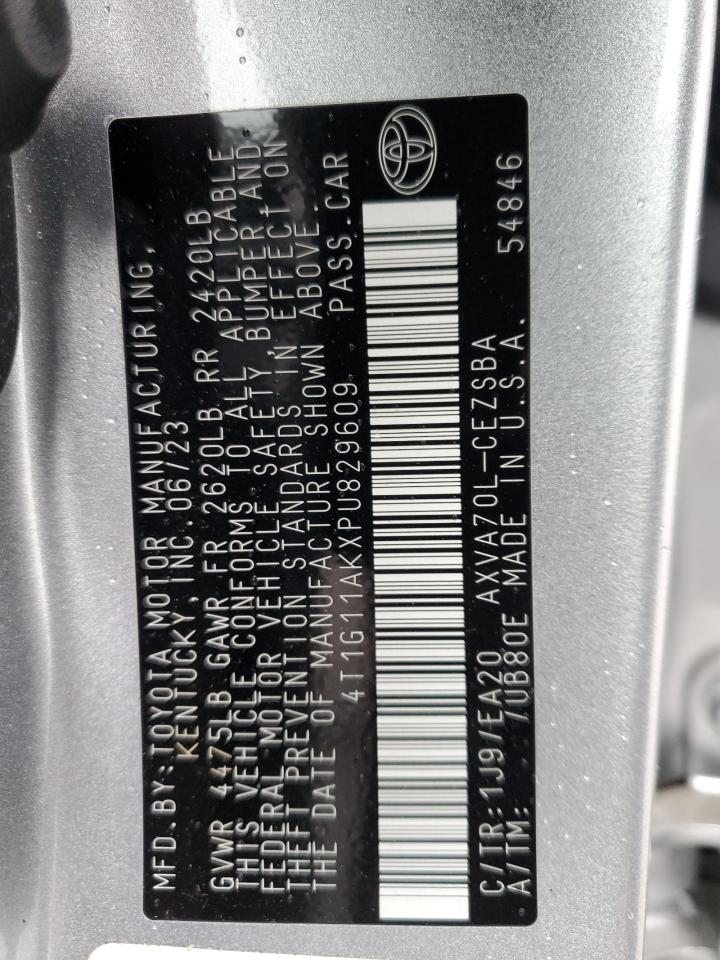 MFD.BY:TOYOTA MOTOR MANUFACTURING,
KENTUCKY, INC. 06/23
GVWR 4475LB GAWR FR 2620LB RR 2420LB
THIS VEHICLE CONFORMS TO ALL APPLICABLE
FEDERAL MOTOR VEHICLE SAFETY, BUMPER, AND
THEFT PREVENTION STANDARDS IN EFFECT ON
THE DATE OF MANUFACTURE SHOWN ABOVE.
4T1G11AKXPU829609 PASS.CAR
C/TR:1J9/EA20 AXVA70L-CEZSBA
A/TM: /UB80E MADE IN U.S.A. 54846